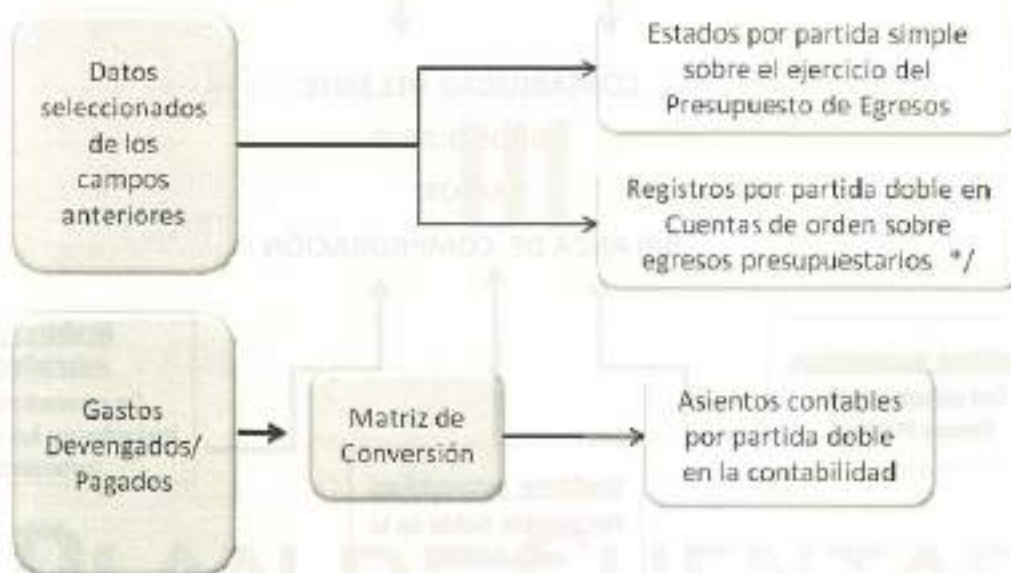 Datos
seleccionados
de los
campos
anteriores
Estados por partida simple
sobre el ejercicio del
Presupuesto de Egresos
Registros por partida doble en
Cuentas de orden sobre
egresos presupuestarios */
Gastos
Devengados/
Pagados
Matriz de
Conversión
Asientos contables
por partida doble
en la contabilidad